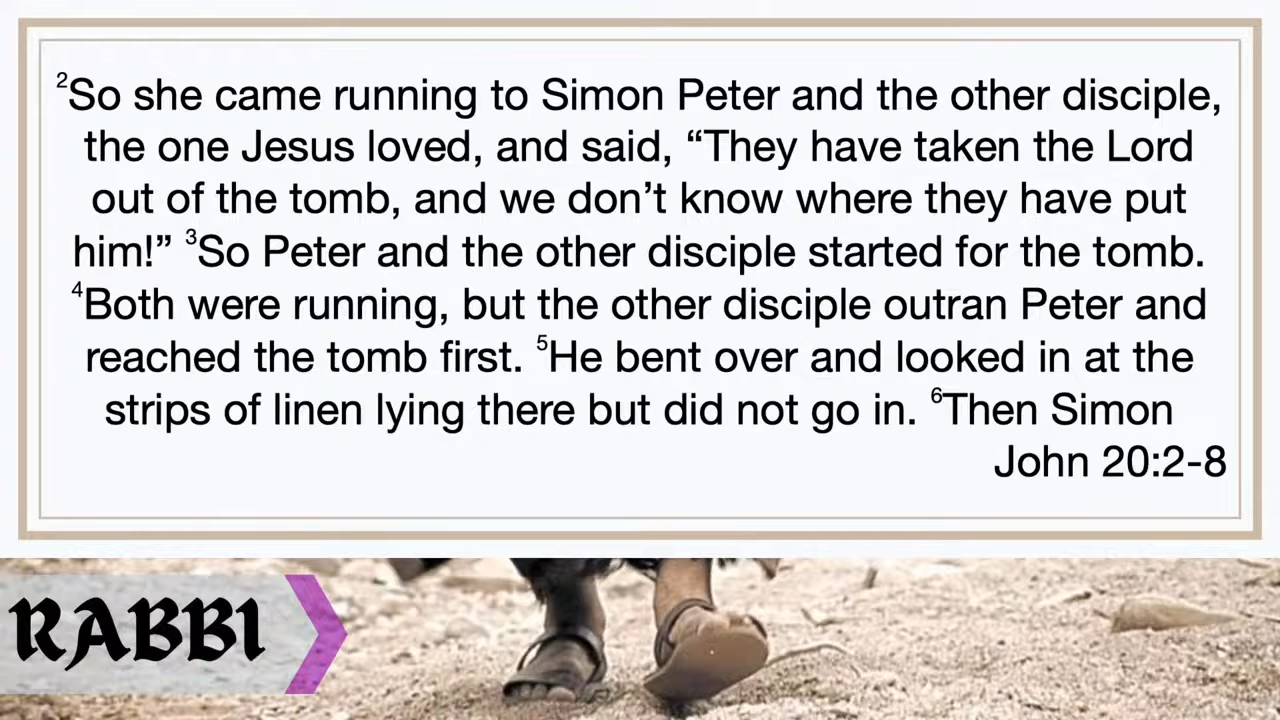 ²So she came running to Simon Peter and the other disciple,
the one Jesus loved, and said, “They have taken the Lord
out of the tomb, and we don’t know where they have put
him!” ³So Peter and the other disciple started for the tomb.
⁴Both were running, but the other disciple outran Peter and
reached the tomb first. ⁵He bent over and looked in at the
strips of linen lying there but did not go in. ⁶Then Simon
John 20:2-8
RABBI